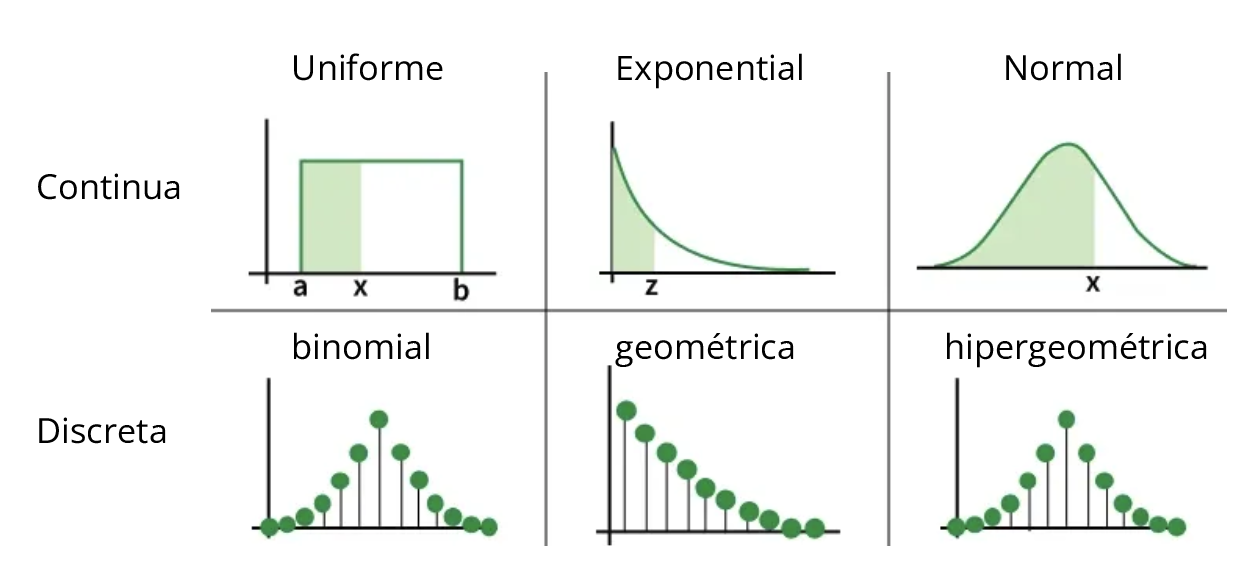 Uniforme
Exponential
Normal
Continua
a x b
z
x
binomial
geométrica
hipergeométrica
Discreta